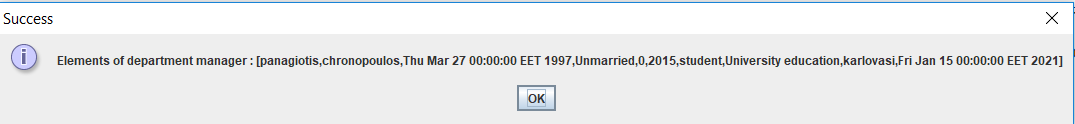 Success
Elements of department manager : [panagiotis,chronopoulos,Thu Mar 27 00:00:00 EET 1997,Unmarried,0,2015,student,University education,karlovasi,Fri Jan 15 00:00:00 EET 2021]
OK